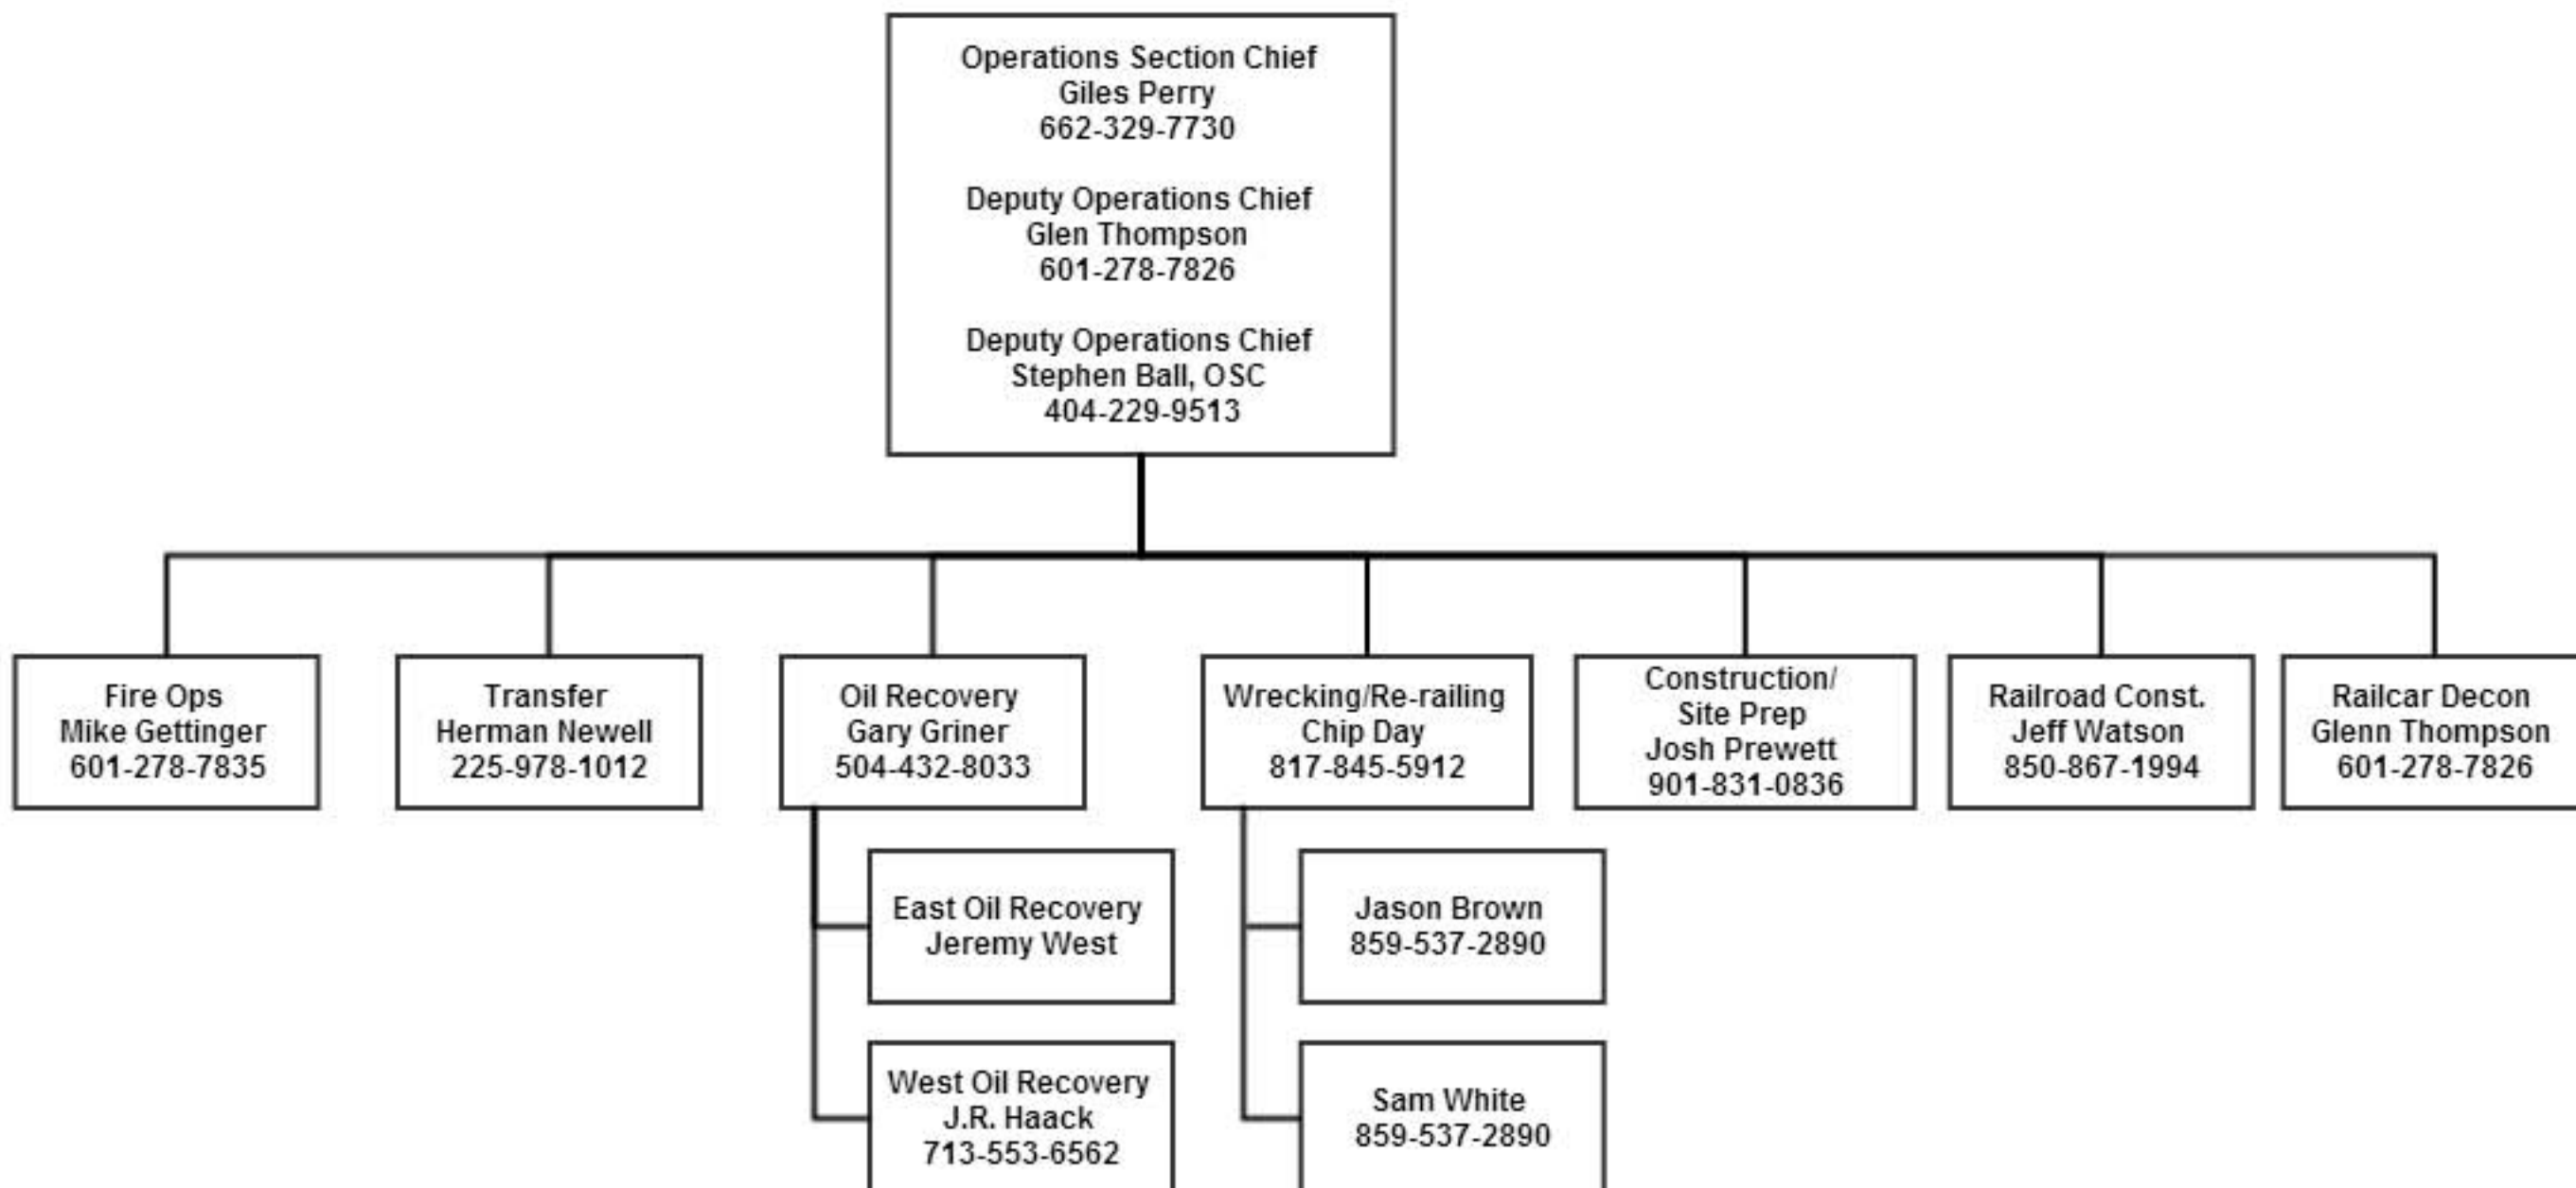 Operations Section Chief
Giles Perry
662-329-7730
Deputy Operations Chief
Glen Thompson
601-278-7826
Deputy Operations Chief
Stephen Ball, OSC
404-229-9513
Fire Ops
Mike Gettinger
601-278-7835
Transfer
Herman Newell
225-978-1012
Oil Recovery
Gary Griner
504-432-8033
Wrecking/Re-railing
Chip Day
817-845-5912
Construction/
Site Prep
Josh Prewett
901-831-0836
Railroad Const.
Jeff Watson
850-867-1994
Railcar Decon
Glenn Thompson
601-278-7826
East Oil Recovery
Jeremy West
Jason Brown
859-537-2890
West Oil Recovery
J.R. Haack
713-553-6562
Sam White
859-537-2890